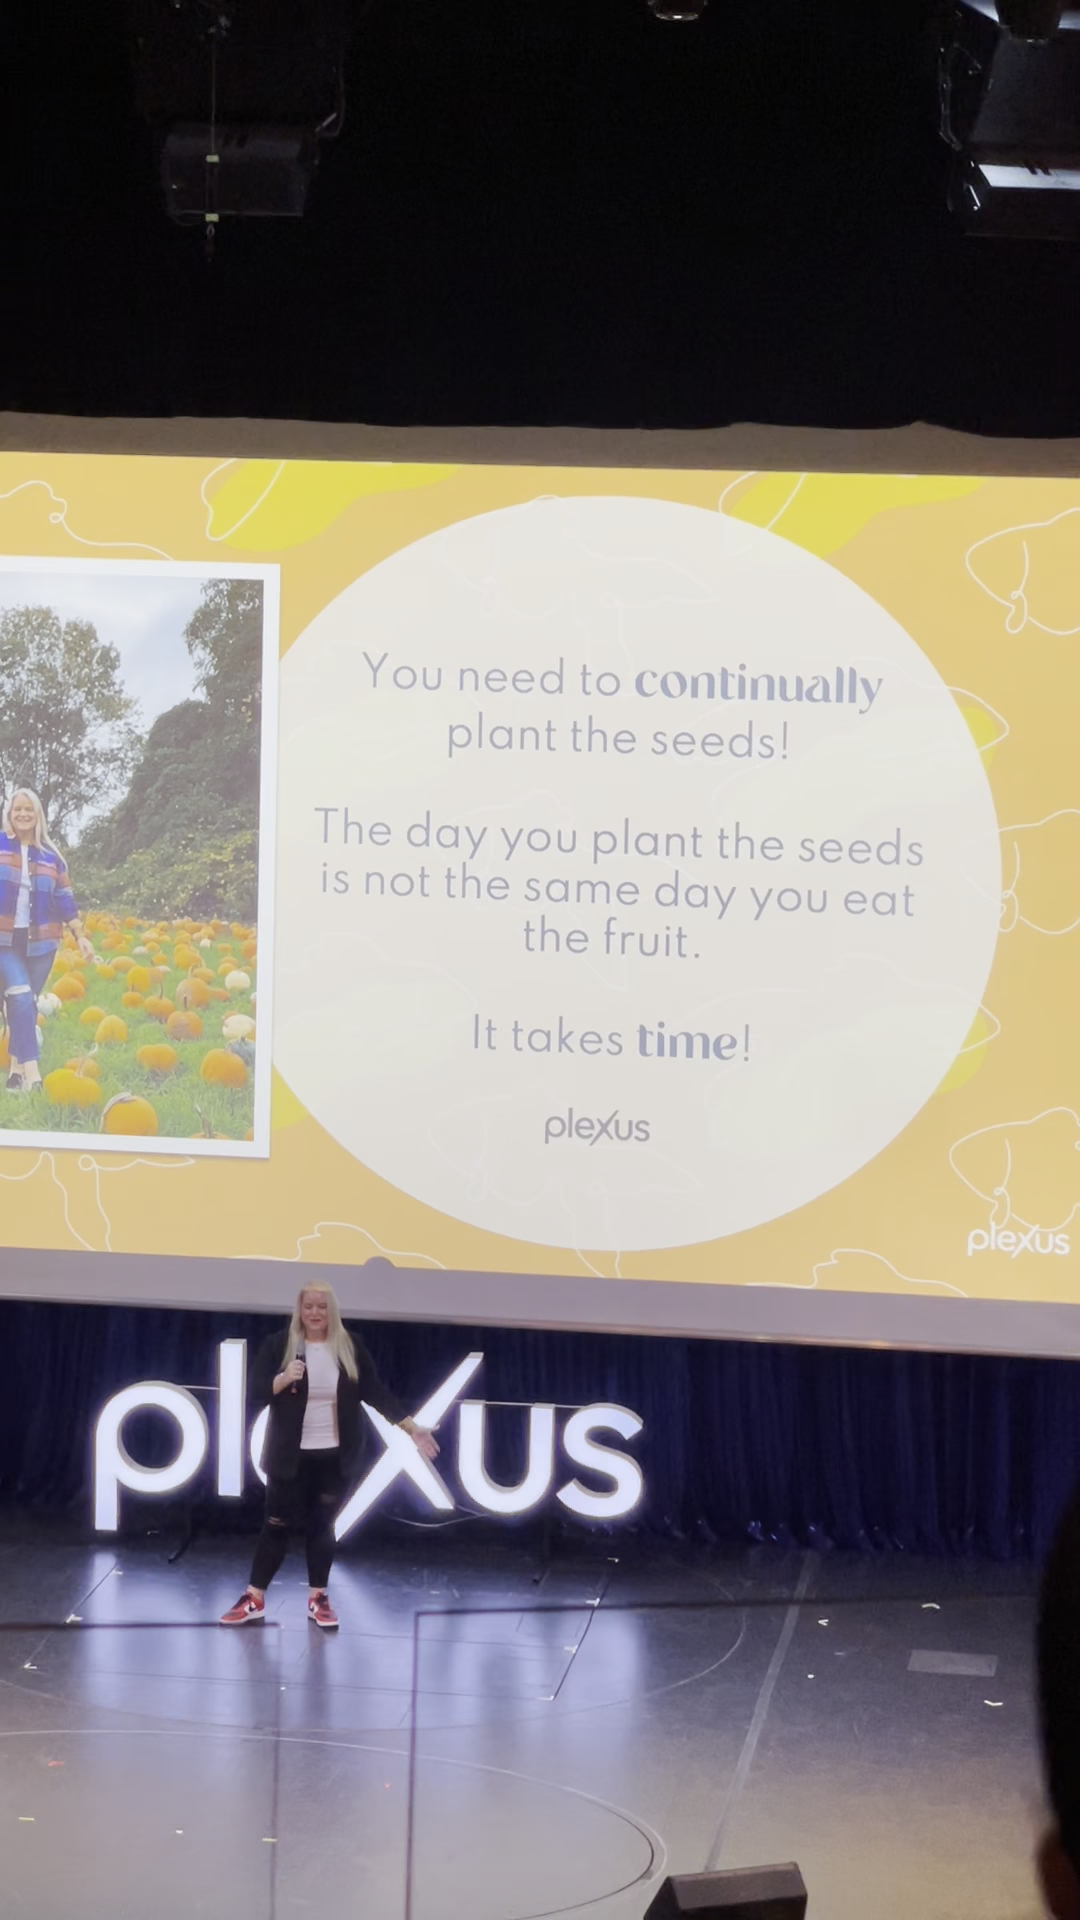 You need to continually
plant the seeds!
The day you plant the seeds
is not the same day you eat
the fruit.
It takes time!
plexus
plexus
plexus